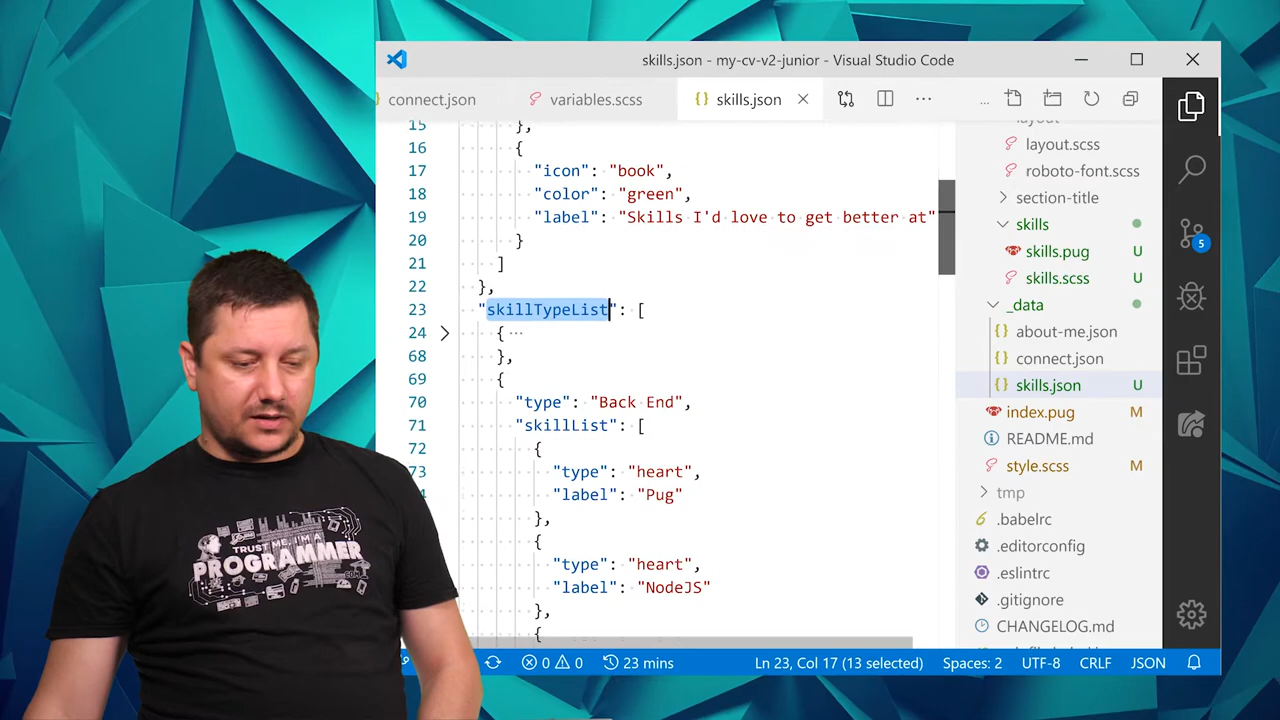 skills.json - my-cv-v2-junior - Visual Studio Code
connect.json
variables.scss
skills.json
15 },
16 {
17 "icon": "book",
18 "color": "green",
19 "label": "Skills I'd love to get better at"
20 }
21 ]
22 },
23 "skillTypeList": [
24 {
68 },
69 {
70 "type": "Back End",
71 "skillList": [
72 {
73 "type": "heart",
"label": "Pug"
},
{
"type": "heart",
"label": "NodeJS"
},
{
layout
layout.scss
roboto-font.scss
section-title
skills
skills.pug U
skills.scss U
_data
about-me.json
connect.json
skills.json U
index.pug M
README.md
style.scss M
tmp
.babelrc
.editorconfig
.eslintrc
.gitignore
CHANGELOG.md
5
0 0 23 mins Ln 23, Col 17 (13 selected) Spaces: 2 UTF-8 CRLF JSON
TRUST ME, I'M A
PROGRAMMER